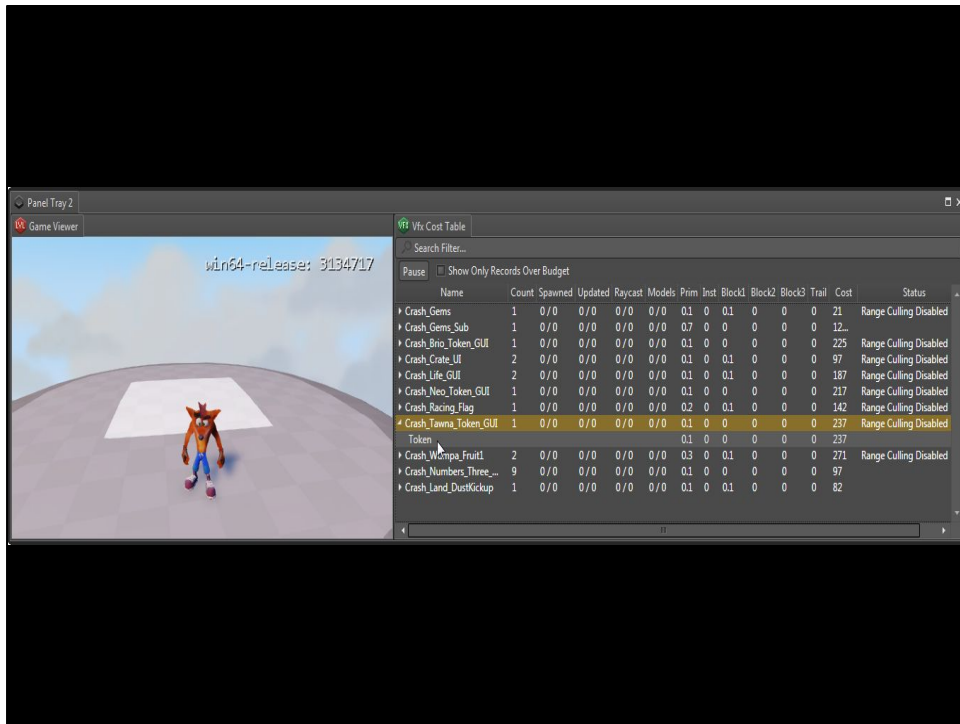 Panel Tray 2
Game Viewer
win64-release: 3134717
Vfx Cost Table
Search Filter...
Pause Show Only Records Over Budget
Name Count Spawned Updated Raycast Models Prim Inst Block1 Block2 Block3 Trail Cost Status
Crash_Gems 1 0/0 0/0 0/0 0/0 0.1 0 0.1 0 0 0 21 Range Culling Disabled
Crash_Gems_Sub 1 0/0 0/0 0/0 0/0 0.7 0 0 0 0 0 12...
Crash_Brio_Token_GUI 1 0/0 0/0 0/0 0/0 0.1 0 0 0 0 0 225 Range Culling Disabled
Crash_Crate_UI 2 0/0 0/0 0/0 0/0 0.1 0 0.1 0 0 0 97 Range Culling Disabled
Crash_Life_GUI 2 0/0 0/0 0/0 0/0 0.1 0 0.1 0 0 0 187 Range Culling Disabled
Crash_Neo_Token_GUI 1 0/0 0/0 0/0 0/0 0.1 0 0 0 0 0 217 Range Culling Disabled
Crash_Racing_Flag 1 0/0 0/0 0/0 0/0 0.2 0 0.1 0 0 0 142 Range Culling Disabled
Crash_Tawna_Token_GUI 1 0/0 0/0 0/0 0/0 0.1 0 0 0 0 0 237 Range Culling Disabled
Token 0.1 0 0 0 0 0 237
Crash_Wumpa_Fruit1 2 0/0 0/0 0/0 0/0 0.3 0 0.1 0 0 0 271 Range Culling Disabled
Crash_Numbers_Three_... 9 0/0 0/0 0/0 0/0 0.1 0 0 0 0 0 97
Crash_Land_DustKickup 1 0/0 0/0 0/0 0/0 0.1 0 0.1 0 0 0 82